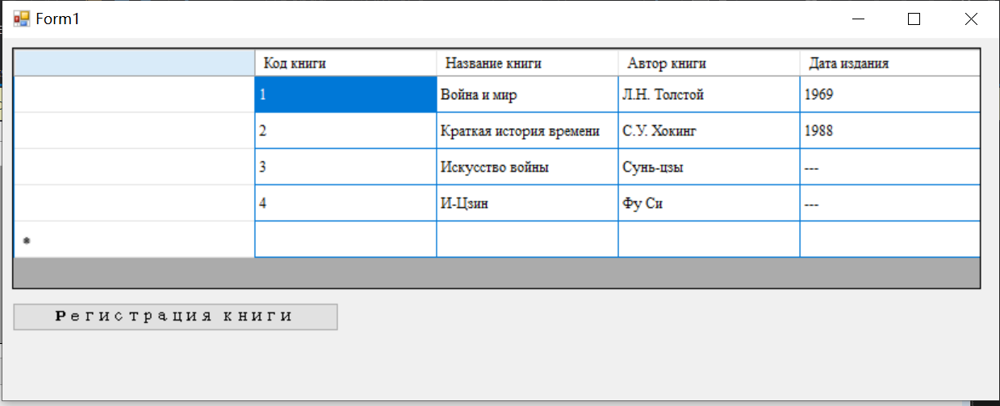 Form1
Код книги Название книги Автор книги Дата издания
1 Война и мир Л.Н. Толстой 1969
2 Краткая история времени С.У. Хокинг 1988
3 Искусство войны Сунь-цзы ---
4 И-Цзин Фу Си ---
*
Регистрация книги